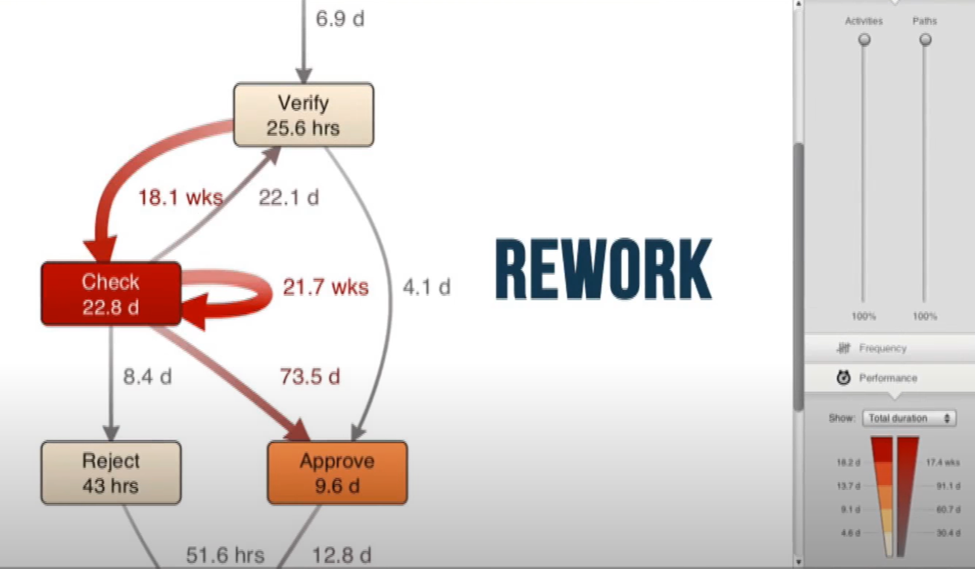 6.9 d
Verify
25.6 hrs
18.1 wks
22.1 d
Check
22.8 d
21.7 wks
4.1 d
REWORK
8.4 d
73.5 d
Reject
43 hrs
Approve
9.6 d
51.6 hrs
12.8 d
Activities
Paths
100%
100%
Frequency
Performance
Show: Total duration
18.2 d
17.4 wks
13.7 d
91.1 d
9.1 d
60.7 d
4.6 d
30.4 d